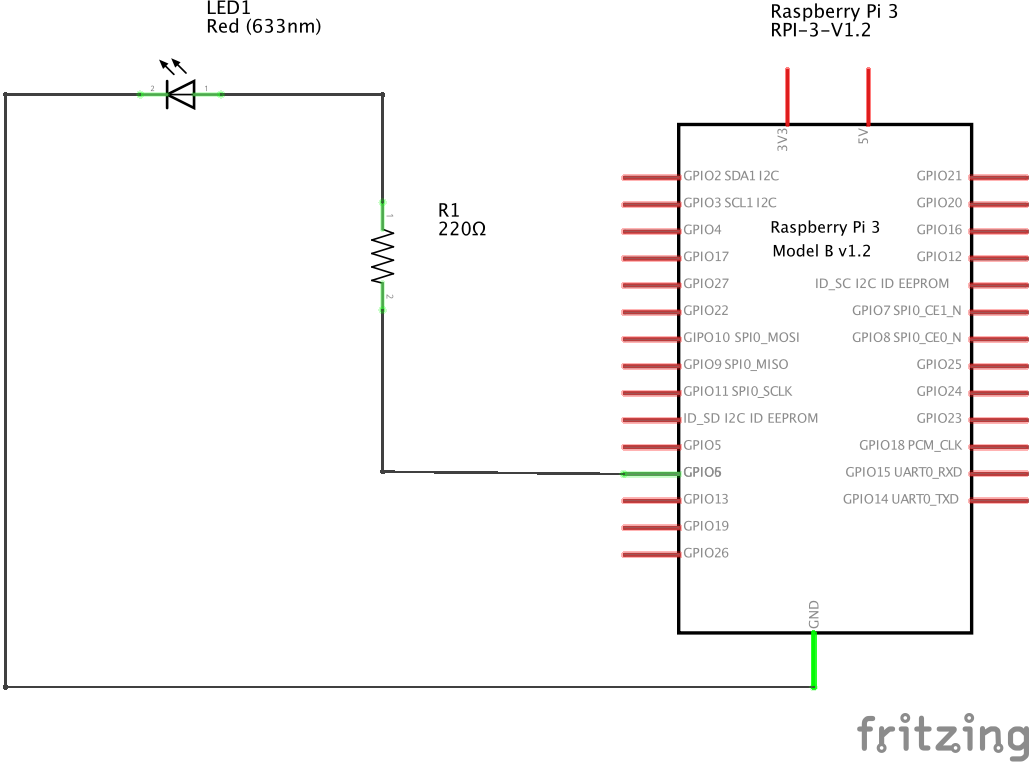 LED1
Red (633nm)
Raspberry Pi 3
RPI-3-V1.2
2
1
3V3
5V
1
R1
220Ω
2
GPIO2 SDA1 I2C
GPIO3 SCL1 I2C
GPIO4
GPIO17
GPIO27
GPIO22
GIPO10 SPI0_MOSI
GPIO9 SPI0_MISO
GPIO11 SPI0_SCLK
ID_SD I2C ID EEPROM
GPIO5
GPIO6
GPIO13
GPIO19
GPIO26
Raspberry Pi 3
Model B v1.2
GPIO21
GPIO20
GPIO16
GPIO12
ID_SC I2C ID EEPROM
GPIO7 SPI0_CE1_N
GPIO8 SPI0_CE0_N
GPIO25
GPIO24
GPIO23
GPIO18 PCM_CLK
GPIO15 UART0_RXD
GPIO14 UART0_TXD
GND
fritzing